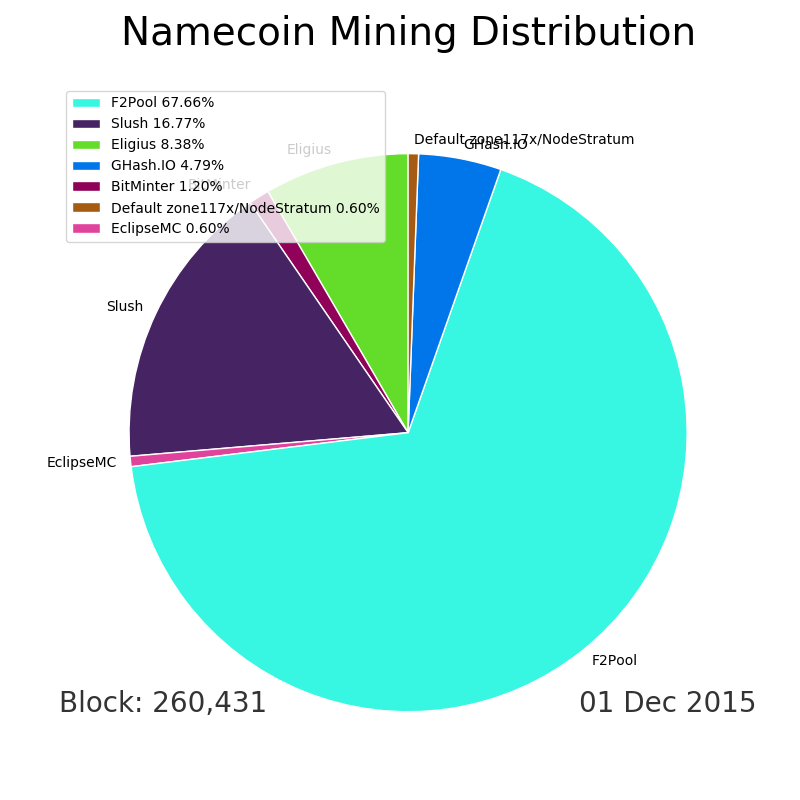 Namecoin Mining Distribution
F2Pool 67.66%
Slush 16.77%
Eligius 8.38%
GHash.IO 4.79%
BitMinter 1.20%
Default zone117x/NodeStratum 0.60%
EclipseMC 0.60%
Default zone117x/NodeStratum
GHash.IO
Eligius
BitMinter
Slush
EclipseMC
F2Pool
Block: 260,431
01 Dec 2015